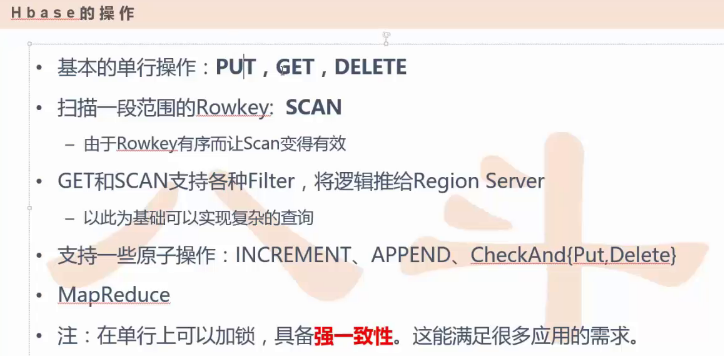 Hbase的操作
• 基本的单行操作：PUT，GET，DELETE
• 扫描一段范围的Rowkey: SCAN
– 由于Rowkey有序而让Scan变得有效
• GET和SCAN支持各种Filter，将逻辑推给Region Server
– 以此为基础可以实现复杂的查询
• 支持一些原子操作：INCREMENT、APPEND、CheckAnd{Put,Delete}
• MapReduce
• 注：在单行上可以加锁，具备强一致性。这能满足很多应用的需求。
八斗